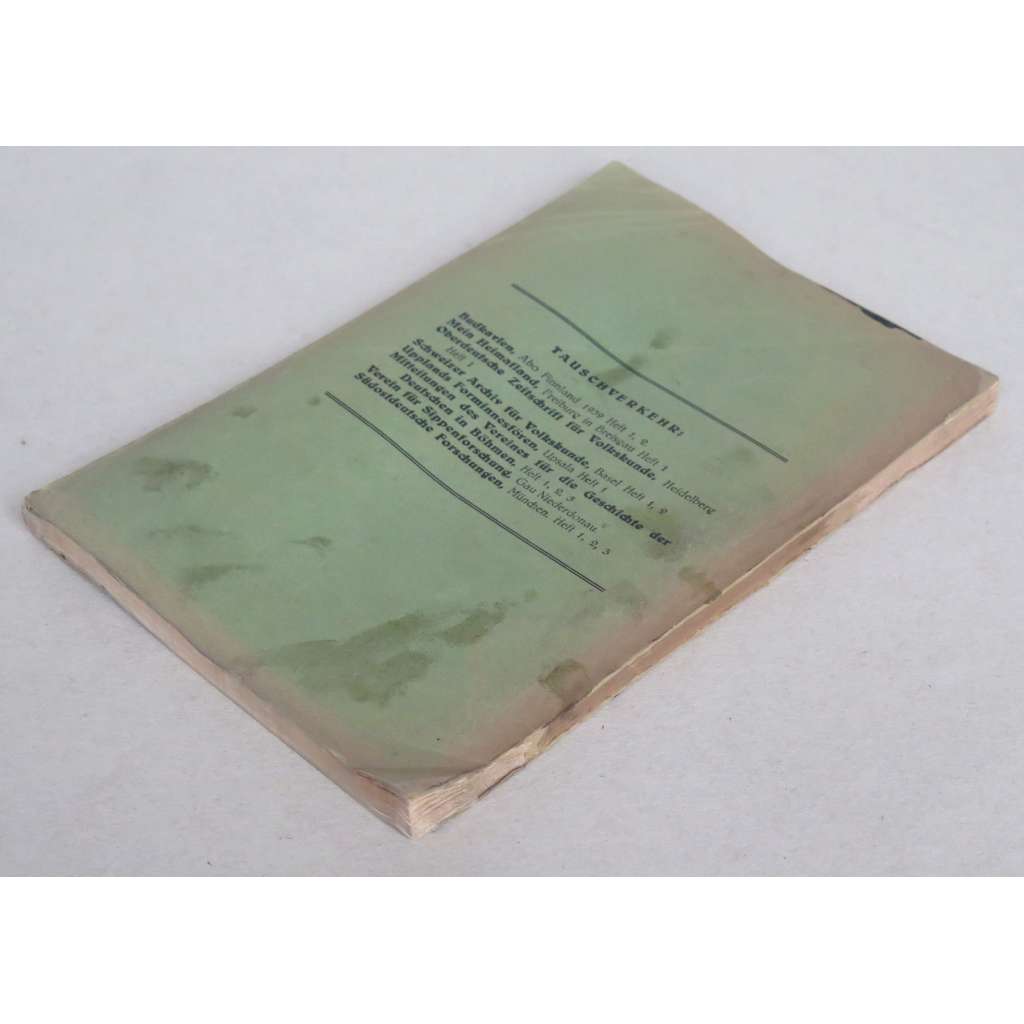 TAUSCHVERKEHR:
Budkavlen, Abo Finnland 1939 Heft 1, 2.
Mein Heimatland, Freiburg in Breisgau Heft 1
Oberdeutsche Zeitschrift für Volkskunde, Heidelberg
Heft 1
Schweizer Archiv für Volkskunde, Basel Heft 1, 2
Upplands Forminnesfören, Upsala Heft 1
Mitteilungen des Vereines für die Geschichte der
Deutschen in Böhmen, Heft 1, 2, 3
Verein für Sippenforschung, Gau Niederdonau
Südostdeutsche Forschungen, München. Heft 1, 2, 3